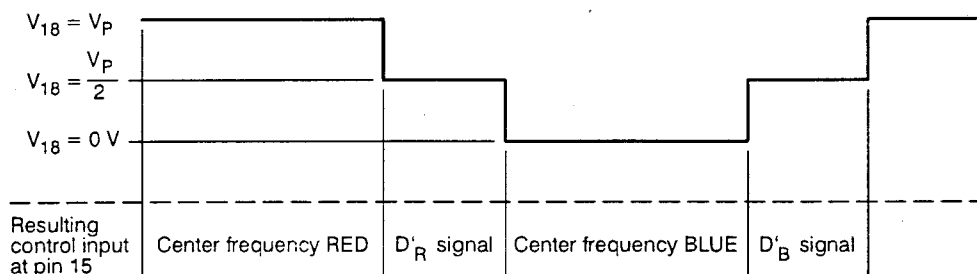 V18 = VP
V18 = VP/2
V18 = 0 V
Resulting
control input
at pin 15
Center frequency RED
D'R signal
Center frequency BLUE
D'B signal